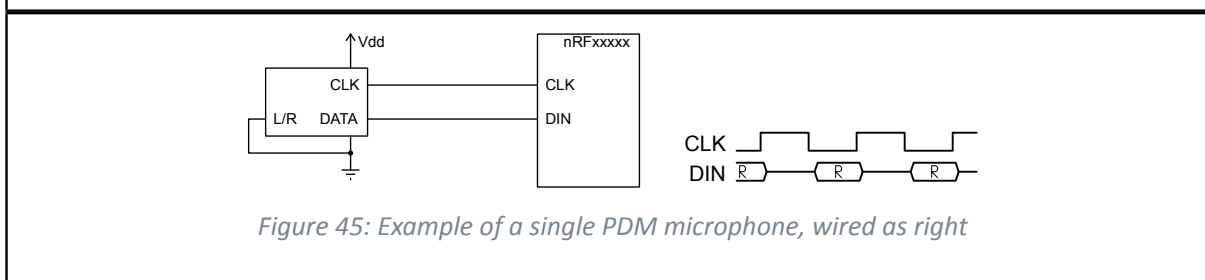 Vdd
nRFxxxxx
CLK
CLK
L/R DATA
DIN
CLK
DIN R R R
Figure 45: Example of a single PDM microphone, wired as right